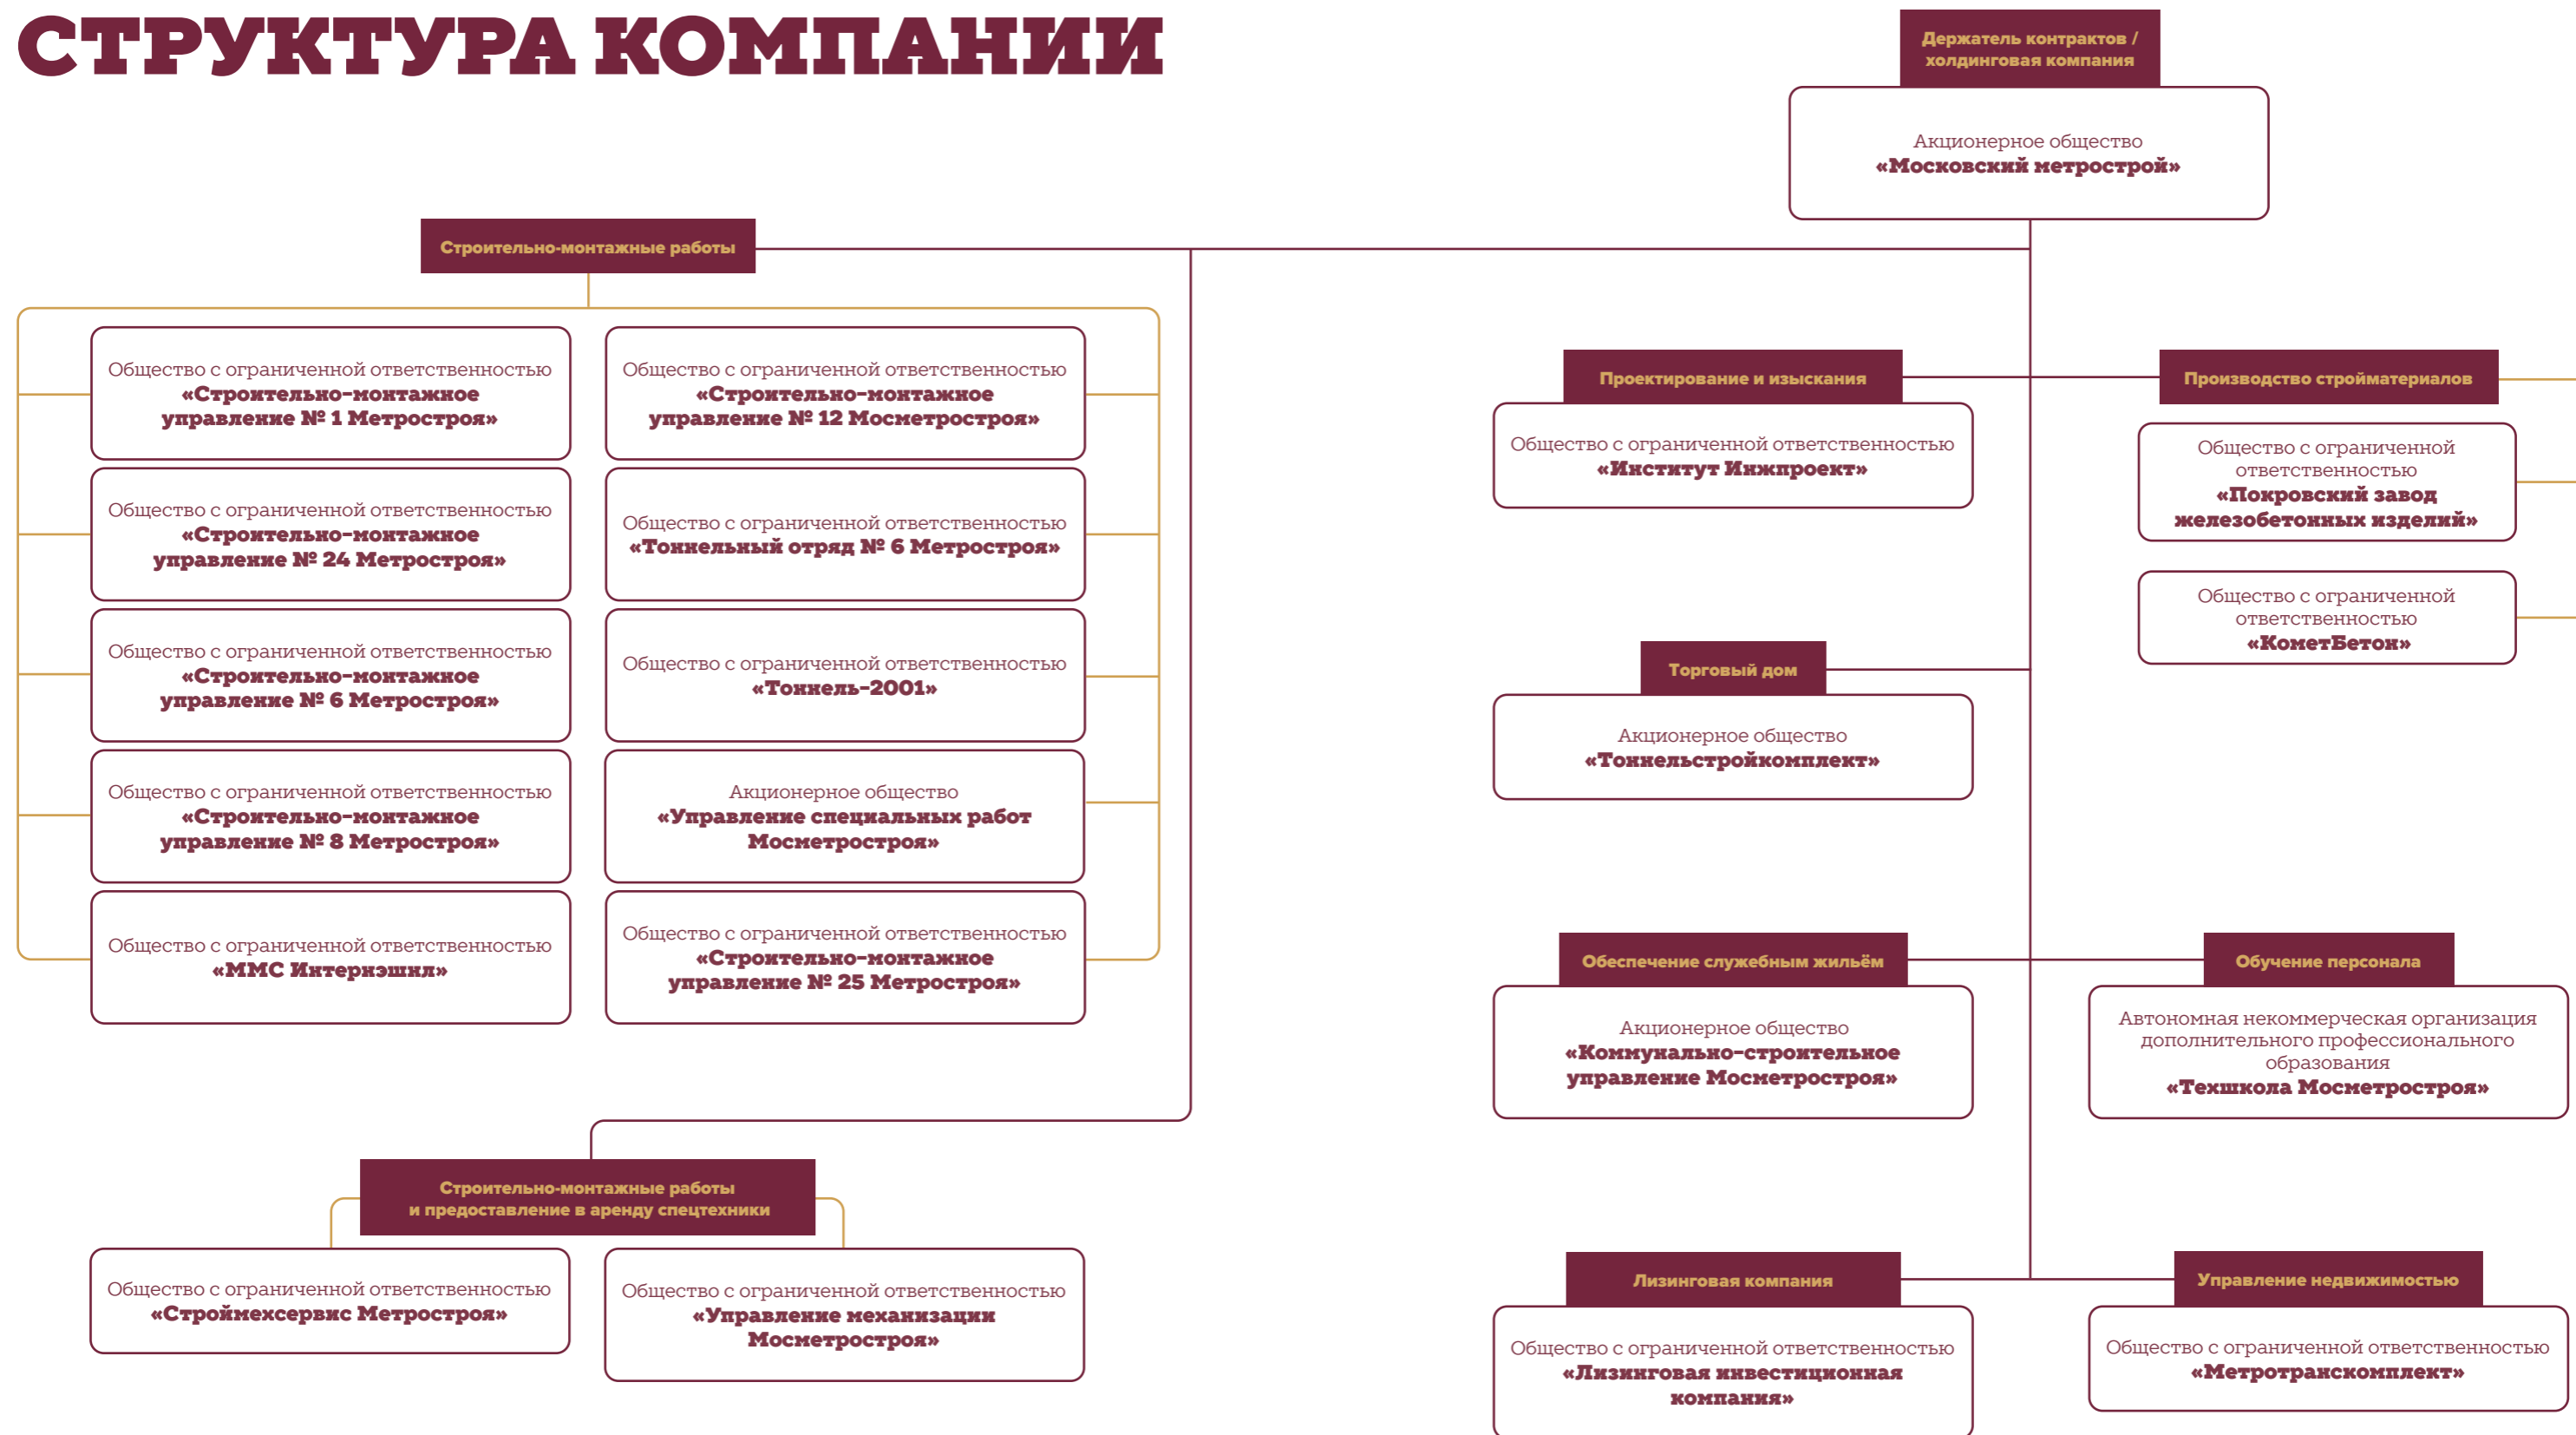 СТРУКТУРА КОМПАНИИ
Держатель контрактов /
холдинговая компания
Акционерное общество
«Московский метрострой»
Строительно-монтажные работы
Общество с ограниченной ответственностью
«Строительно-монтажное
управление № 1 Метростроя»
Общество с ограниченной ответственностью
«Строительно-монтажное
управление № 12 Мосметростроя»
Общество с ограниченной ответственностью
«Строительно-монтажное
управление № 24 Метростроя»
Общество с ограниченной ответственностью
«Тоннельный отряд № 6 Метростроя»
Общество с ограниченной ответственностью
«Строительно-монтажное
управление № 6 Метростроя»
Общество с ограниченной ответственностью
«Тоннель-2001»
Общество с ограниченной ответственностью
«Строительно-монтажное
управление № 8 Метростроя»
Акционерное общество
«Управление специальных работ
Мосметростроя»
Общество с ограниченной ответственностью
«ММС Интернэшнл»
Общество с ограниченной ответственностью
«Строительно-монтажное
управление № 25 Метростроя»
Строительно-монтажные работы
и предоставление в аренду спецтехники
Общество с ограниченной ответственностью
«Строймехсервис Метростроя»
Общество с ограниченной ответственностью
«Управление механизации
Мосметростроя»
Проектирование и изыскания
Общество с ограниченной ответственностью
«Институт Инжпроект»
Производство стройматериалов
Общество с ограниченной
ответственностью
«Покровский завод
железобетонных изделий»
Общество с ограниченной
ответственностью
«КометБетон»
Торговый дом
Акционерное общество
«Тоннельстройкомплект»
Обеспечение служебным жильём
Акционерное общество
«Коммунально-строительное
управление Мосметростроя»
Обучение персонала
Автономная некоммерческая организация
дополнительного профессионального
образования
«Техшкола Мосметростроя»
Лизинговая компания
Общество с ограниченной ответственностью
«Лизинговая инвестиционная
компания»
Управление недвижимостью
Общество с ограниченной ответственностью
«Метротранскомплект»